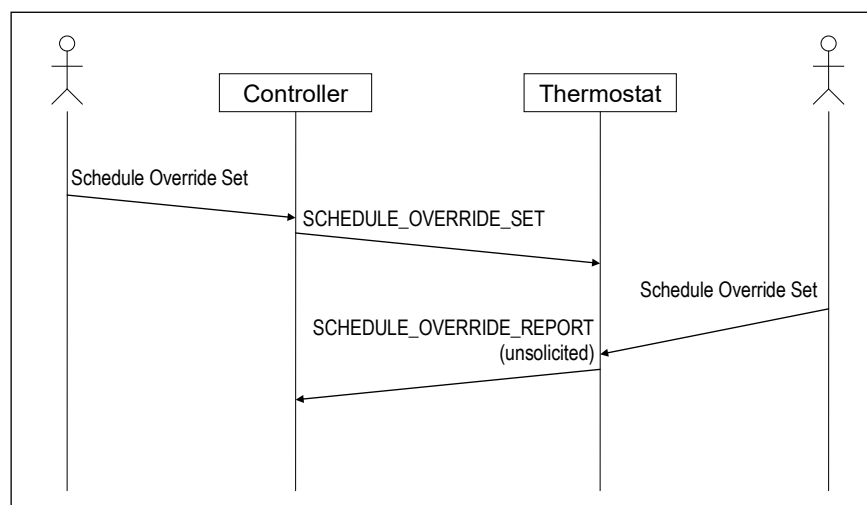 Controller
Thermostat
Schedule Override Set
SCHEDULE_OVERRIDE_SET
Schedule Override Set
SCHEDULE_OVERRIDE_REPORT
(unsolicited)